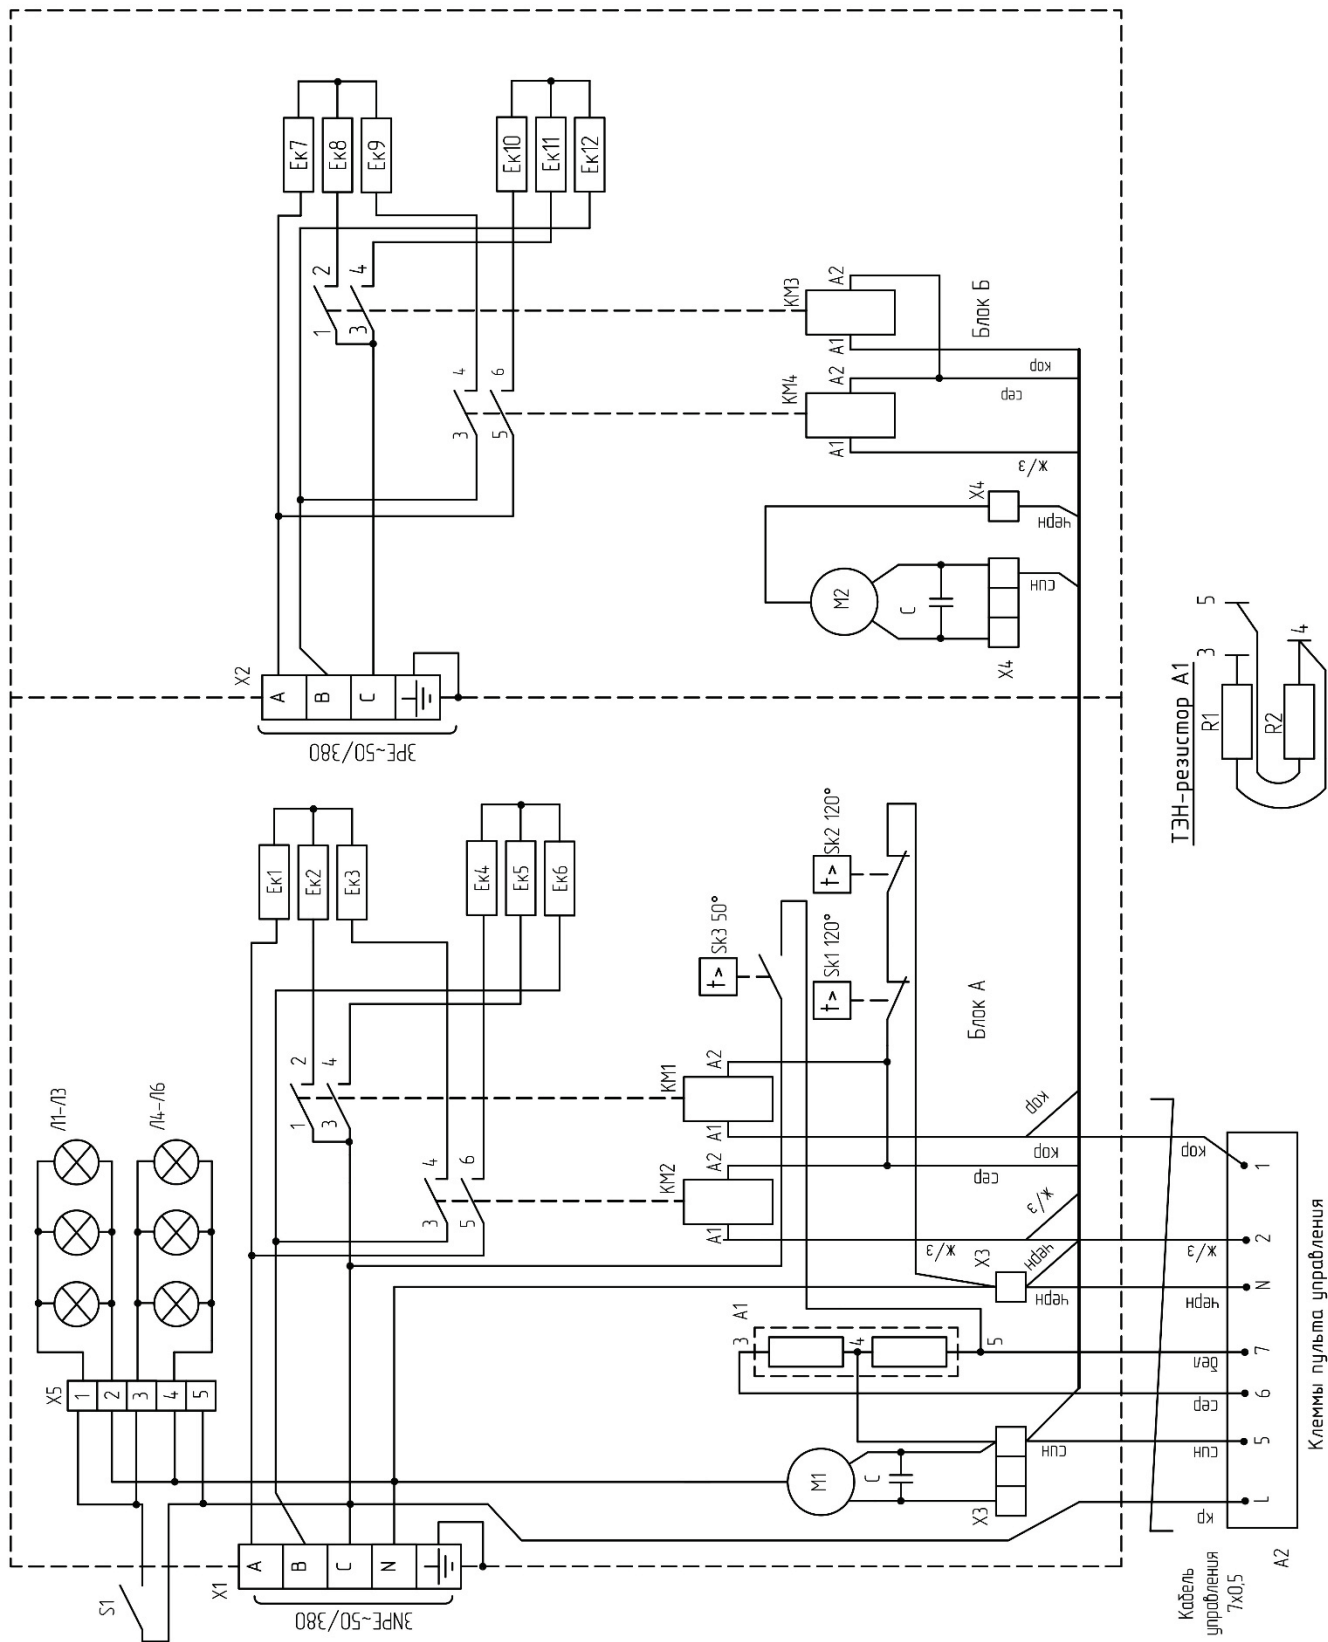 Ек7
Ек8
Ек9
Ек10
Ек11
Ек12
2
4
1
3
4
6
3
5
КМ3
А2
А1
КМ4
А2
А1
Блок Б
кор
сер
ж/з
Х4
черн
М2
С
син
Х4
Х2
А
В
С
3РЕ~50/380
ТЭН-резистор А1
R1
3
5
R2
4
Ек1
Ек2
Ек3
Ек4
Ек5
Ек6
t>
Sk3 50°
t>
Sk1 120°
t>
Sk2 120°
Блок А
Л1-Л3
Л4-Л6
2
4
1
3
4
6
3
5
КМ1
А2
А1
КМ2
А2
А1
кор
кор
сер
ж/з
ж/з
Х3
черн
черн
А1
3
4
5
Х5
1
2
3
4
5
М1
С
Х3
син
S1
Х1
А
В
С
N
3NPE~50/380
кор
ж/з
черн
бел
сер
син
кр
1
2
N
7
6
5
L
Клеммы пульта управления
А2
Кабель
управления
7х0,5